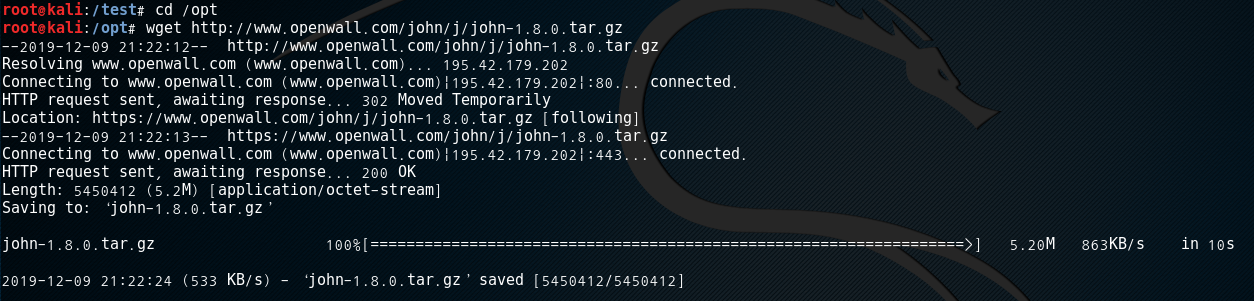 root@kali:/test# cd /opt
root@kali:/opt# wget http://www.openwall.com/john/j/john-1.8.0.tar.gz
--2019-12-09 21:22:12--  http://www.openwall.com/john/j/john-1.8.0.tar.gz
Resolving www.openwall.com (www.openwall.com)... 195.42.179.202
Connecting to www.openwall.com (www.openwall.com)|195.42.179.202|:80... connected.
HTTP request sent, awaiting response... 302 Moved Temporarily
Location: https://www.openwall.com/john/j/john-1.8.0.tar.gz [following]
--2019-12-09 21:22:13--  https://www.openwall.com/john/j/john-1.8.0.tar.gz
Connecting to www.openwall.com (www.openwall.com)|195.42.179.202|:443... connected.
HTTP request sent, awaiting response... 200 OK
Length: 5450412 (5.2M) [application/octet-stream]
Saving to: ‘john-1.8.0.tar.gz’
john-1.8.0.tar.gz                   100%[==================================================================>]   5.20M   863KB/s    in 10s
2019-12-09 21:22:24 (533 KB/s) - ‘john-1.8.0.tar.gz’ saved [5450412/5450412]